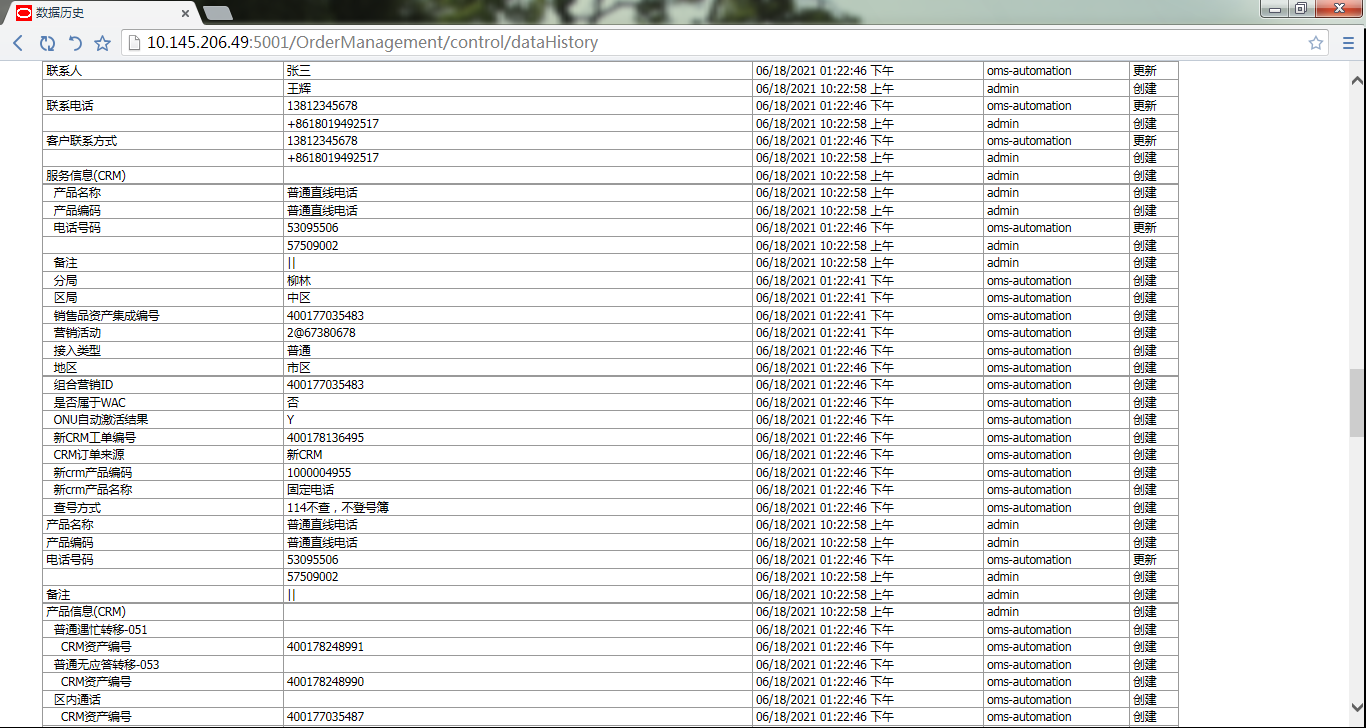 数据历史
10.145.206.49:5001/OrderManagement/control/dataHistory
联系人 张三 06/18/2021 01:22:46 下午 oms-automation 更新
王辉 06/18/2021 10:22:58 上午 admin 创建
联系电话 13812345678 06/18/2021 01:22:46 下午 oms-automation 更新
+8618019492517 06/18/2021 10:22:58 上午 admin 创建
客户联系方式 13812345678 06/18/2021 01:22:46 下午 oms-automation 更新
+8618019492517 06/18/2021 10:22:58 上午 admin 创建
服务信息(CRM) 06/18/2021 10:22:58 上午 admin 创建
产品名称 普通直线电话 06/18/2021 10:22:58 上午 admin 创建
产品编码 普通直线电话 06/18/2021 10:22:58 上午 admin 创建
电话号码 53095506 06/18/2021 01:22:46 下午 oms-automation 更新
57509002 06/18/2021 10:22:58 上午 admin 创建
备注 || 06/18/2021 10:22:58 上午 admin 创建
分局 柳林 06/18/2021 01:22:41 下午 oms-automation 创建
区局 中区 06/18/2021 01:22:41 下午 oms-automation 创建
销售品资产集成编号 400177035483 06/18/2021 01:22:41 下午 oms-automation 创建
营销活动 2@67380678 06/18/2021 01:22:41 下午 oms-automation 创建
接入类型 普通 06/18/2021 01:22:46 下午 oms-automation 创建
地区 市区 06/18/2021 01:22:46 下午 oms-automation 创建
组合营销ID 400177035483 06/18/2021 01:22:46 下午 oms-automation 创建
是否属于WAC 否 06/18/2021 01:22:46 下午 oms-automation 创建
ONU自动激活结果 Y 06/18/2021 01:22:46 下午 oms-automation 创建
新CRM工单编号 400178136495 06/18/2021 01:22:46 下午 oms-automation 创建
CRM订单来源 新CRM 06/18/2021 01:22:46 下午 oms-automation 创建
新crm产品编码 1000004955 06/18/2021 01:22:46 下午 oms-automation 创建
新crm产品名称 固定电话 06/18/2021 01:22:46 下午 oms-automation 创建
查号方式 114不查，不登号簿 06/18/2021 01:22:46 下午 oms-automation 创建
产品名称 普通直线电话 06/18/2021 10:22:58 上午 admin 创建
产品编码 普通直线电话 06/18/2021 10:22:58 上午 admin 创建
电话号码 53095506 06/18/2021 01:22:46 下午 oms-automation 更新
57509002 06/18/2021 10:22:58 上午 admin 创建
备注 || 06/18/2021 10:22:58 上午 admin 创建
产品信息(CRM) 06/18/2021 10:22:58 上午 admin 创建
普通遇忙转移-051 06/18/2021 01:22:46 下午 oms-automation 创建
CRM资产编号 400178248991 06/18/2021 01:22:46 下午 oms-automation 创建
普通无应答转移-053 06/18/2021 01:22:46 下午 oms-automation 创建
CRM资产编号 400178248990 06/18/2021 01:22:46 下午 oms-automation 创建
区内通话 06/18/2021 01:22:46 下午 oms-automation 创建
CRM资产编号 400177035487 06/18/2021 01:22:46 下午 oms-automation 创建